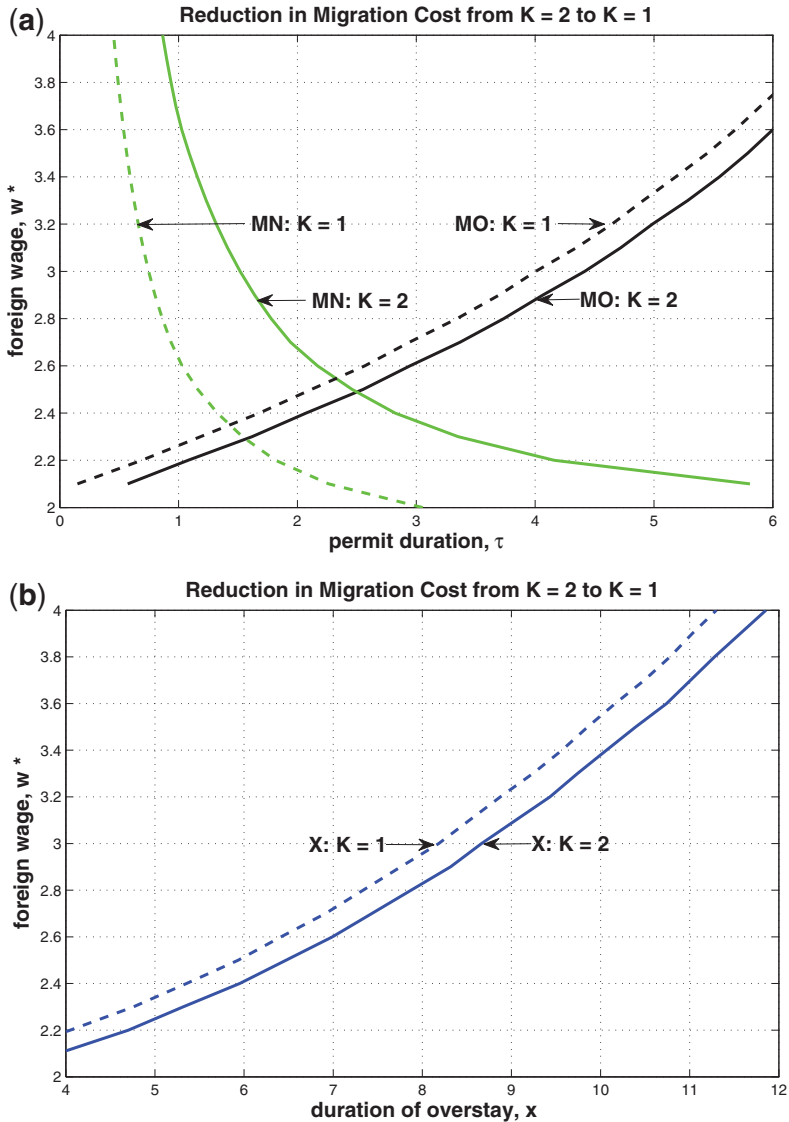 (a)
Reduction in Migration Cost from K = 2 to K = 1
4
3.8
3.6
3.4
3.2
3
2.8
2.6
2.4
2.2
2
foreign wage, w *
MN: K = 1
MO: K = 1
MN: K = 2
MO: K = 2
0 1 2 3 4 5 6
permit duration, τ
(b)
Reduction in Migration Cost from K = 2 to K = 1
4
3.8
3.6
3.4
3.2
3
2.8
2.6
2.4
2.2
2
foreign wage, w *
X: K = 1
X: K = 2
4 5 6 7 8 9 10 11 12
duration of overstay, x